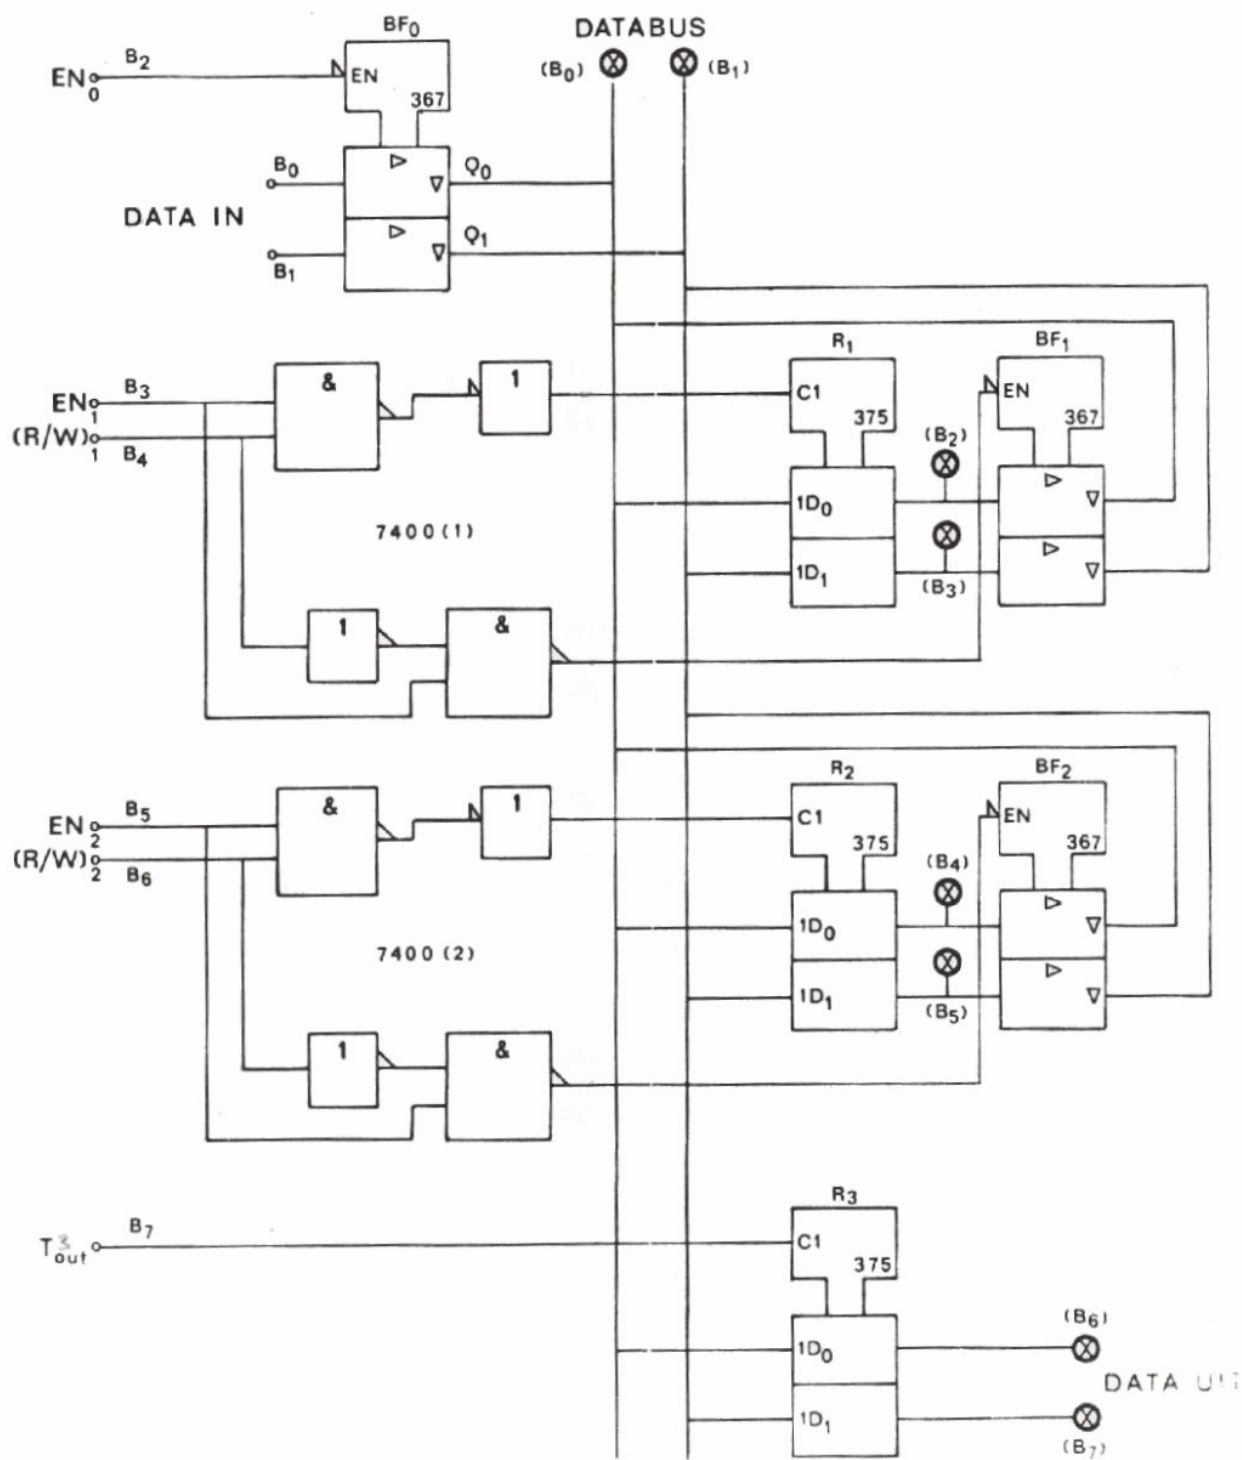 BF₀
DATABUS
(B₀)
(B₁)
EN₀
B₂
EN
367
B₀
Q₀
DATA IN
B₁
Q₁
R₁
BF₁
EN₁
B₃
&
1
C1
375
EN
367
(R/W)₁
B₄
(B₂)
7400(1)
1D₀
1D₁
(B₃)
1
&
R₂
BF₂
EN₂
B₅
&
1
C1
375
EN
367
(R/W)₂
B₆
(B₄)
7400(2)
1D₀
1D₁
(B₅)
1
&
R₃
T³out
B₇
C1
375
1D₀
(B₆)
DATA
1D₁
(B₇)